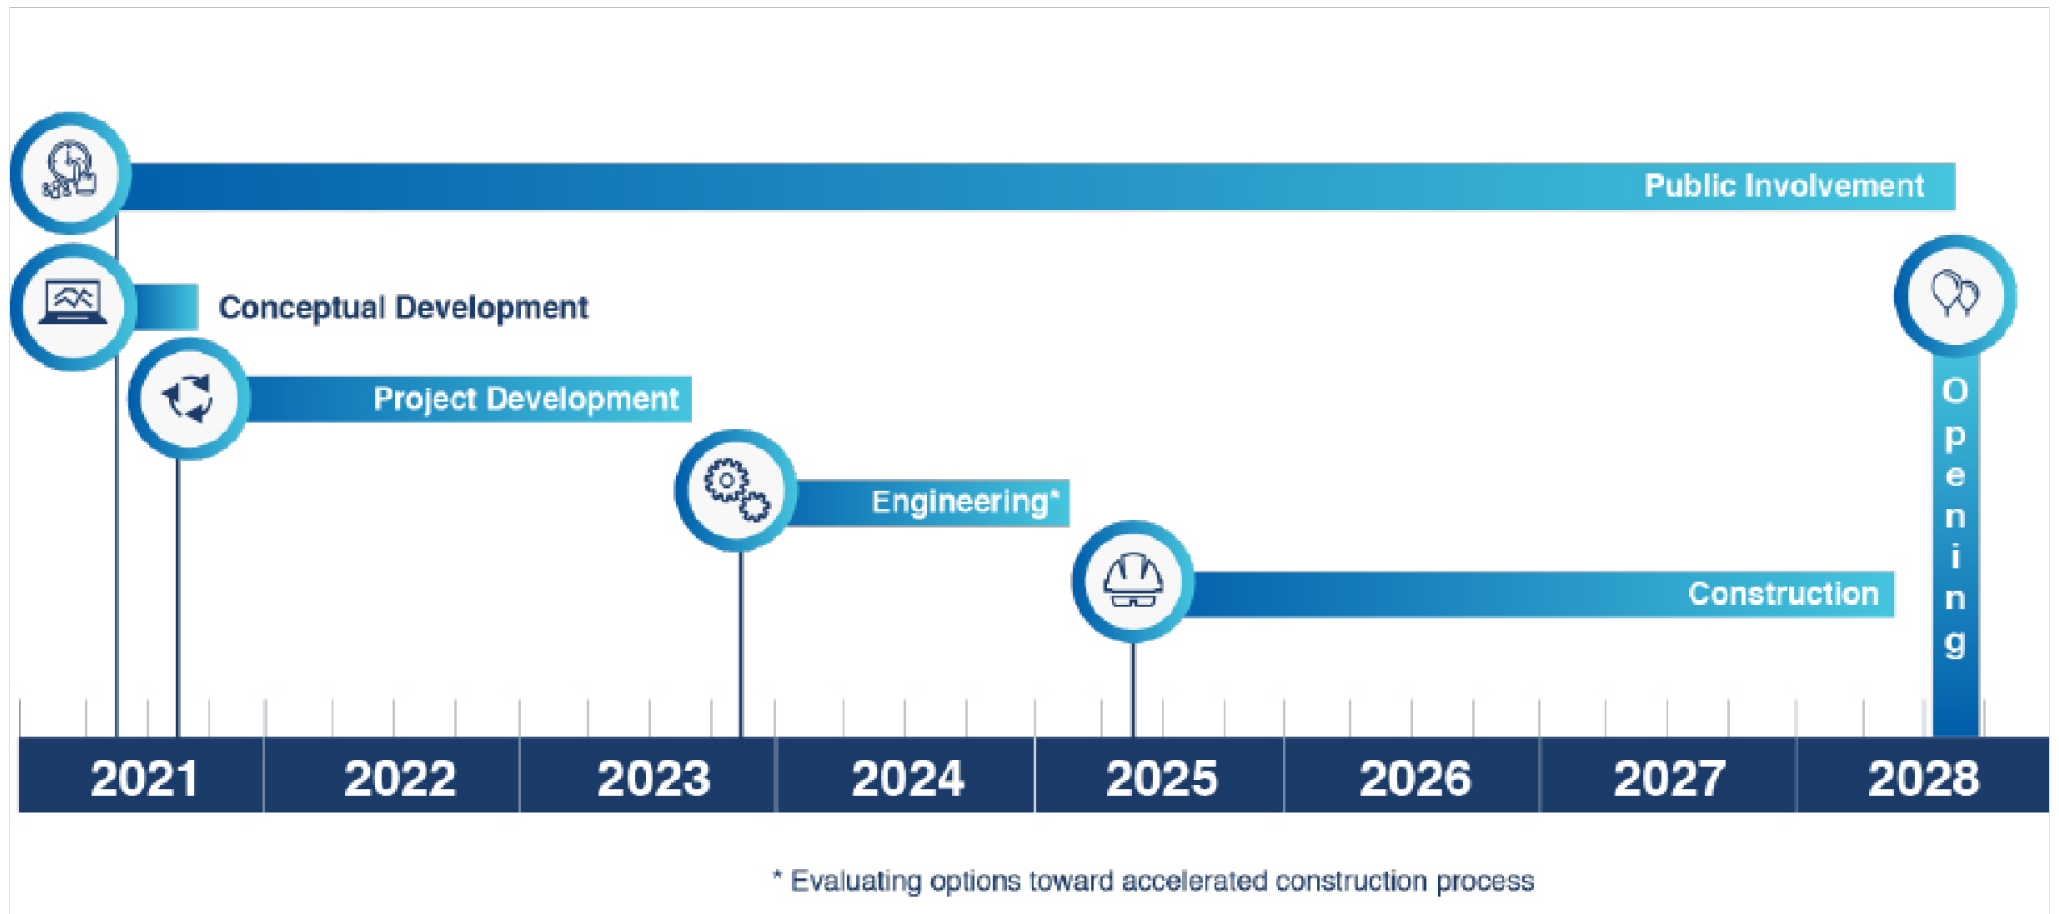 Public Involvement
Conceptual Development
Project Development
Engineering*
Construction
Opening
2021 2022 2023 2024 2025 2026 2027 2028
* Evaluating options toward accelerated construction process